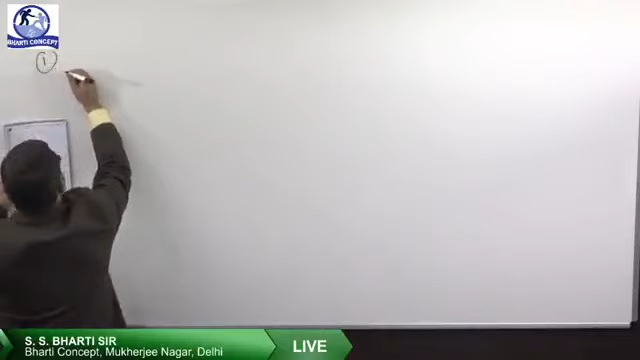 BHARTI CONCEPT
1
S. S. BHARTI SIR
Bharti Concept, Mukherjee Nagar, Delhi
LIVE